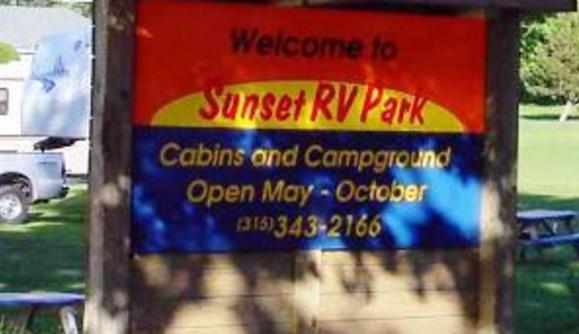 Welcome to
Sunset RV Park
Cabins and Campground
Open May - October
(315)343-2166